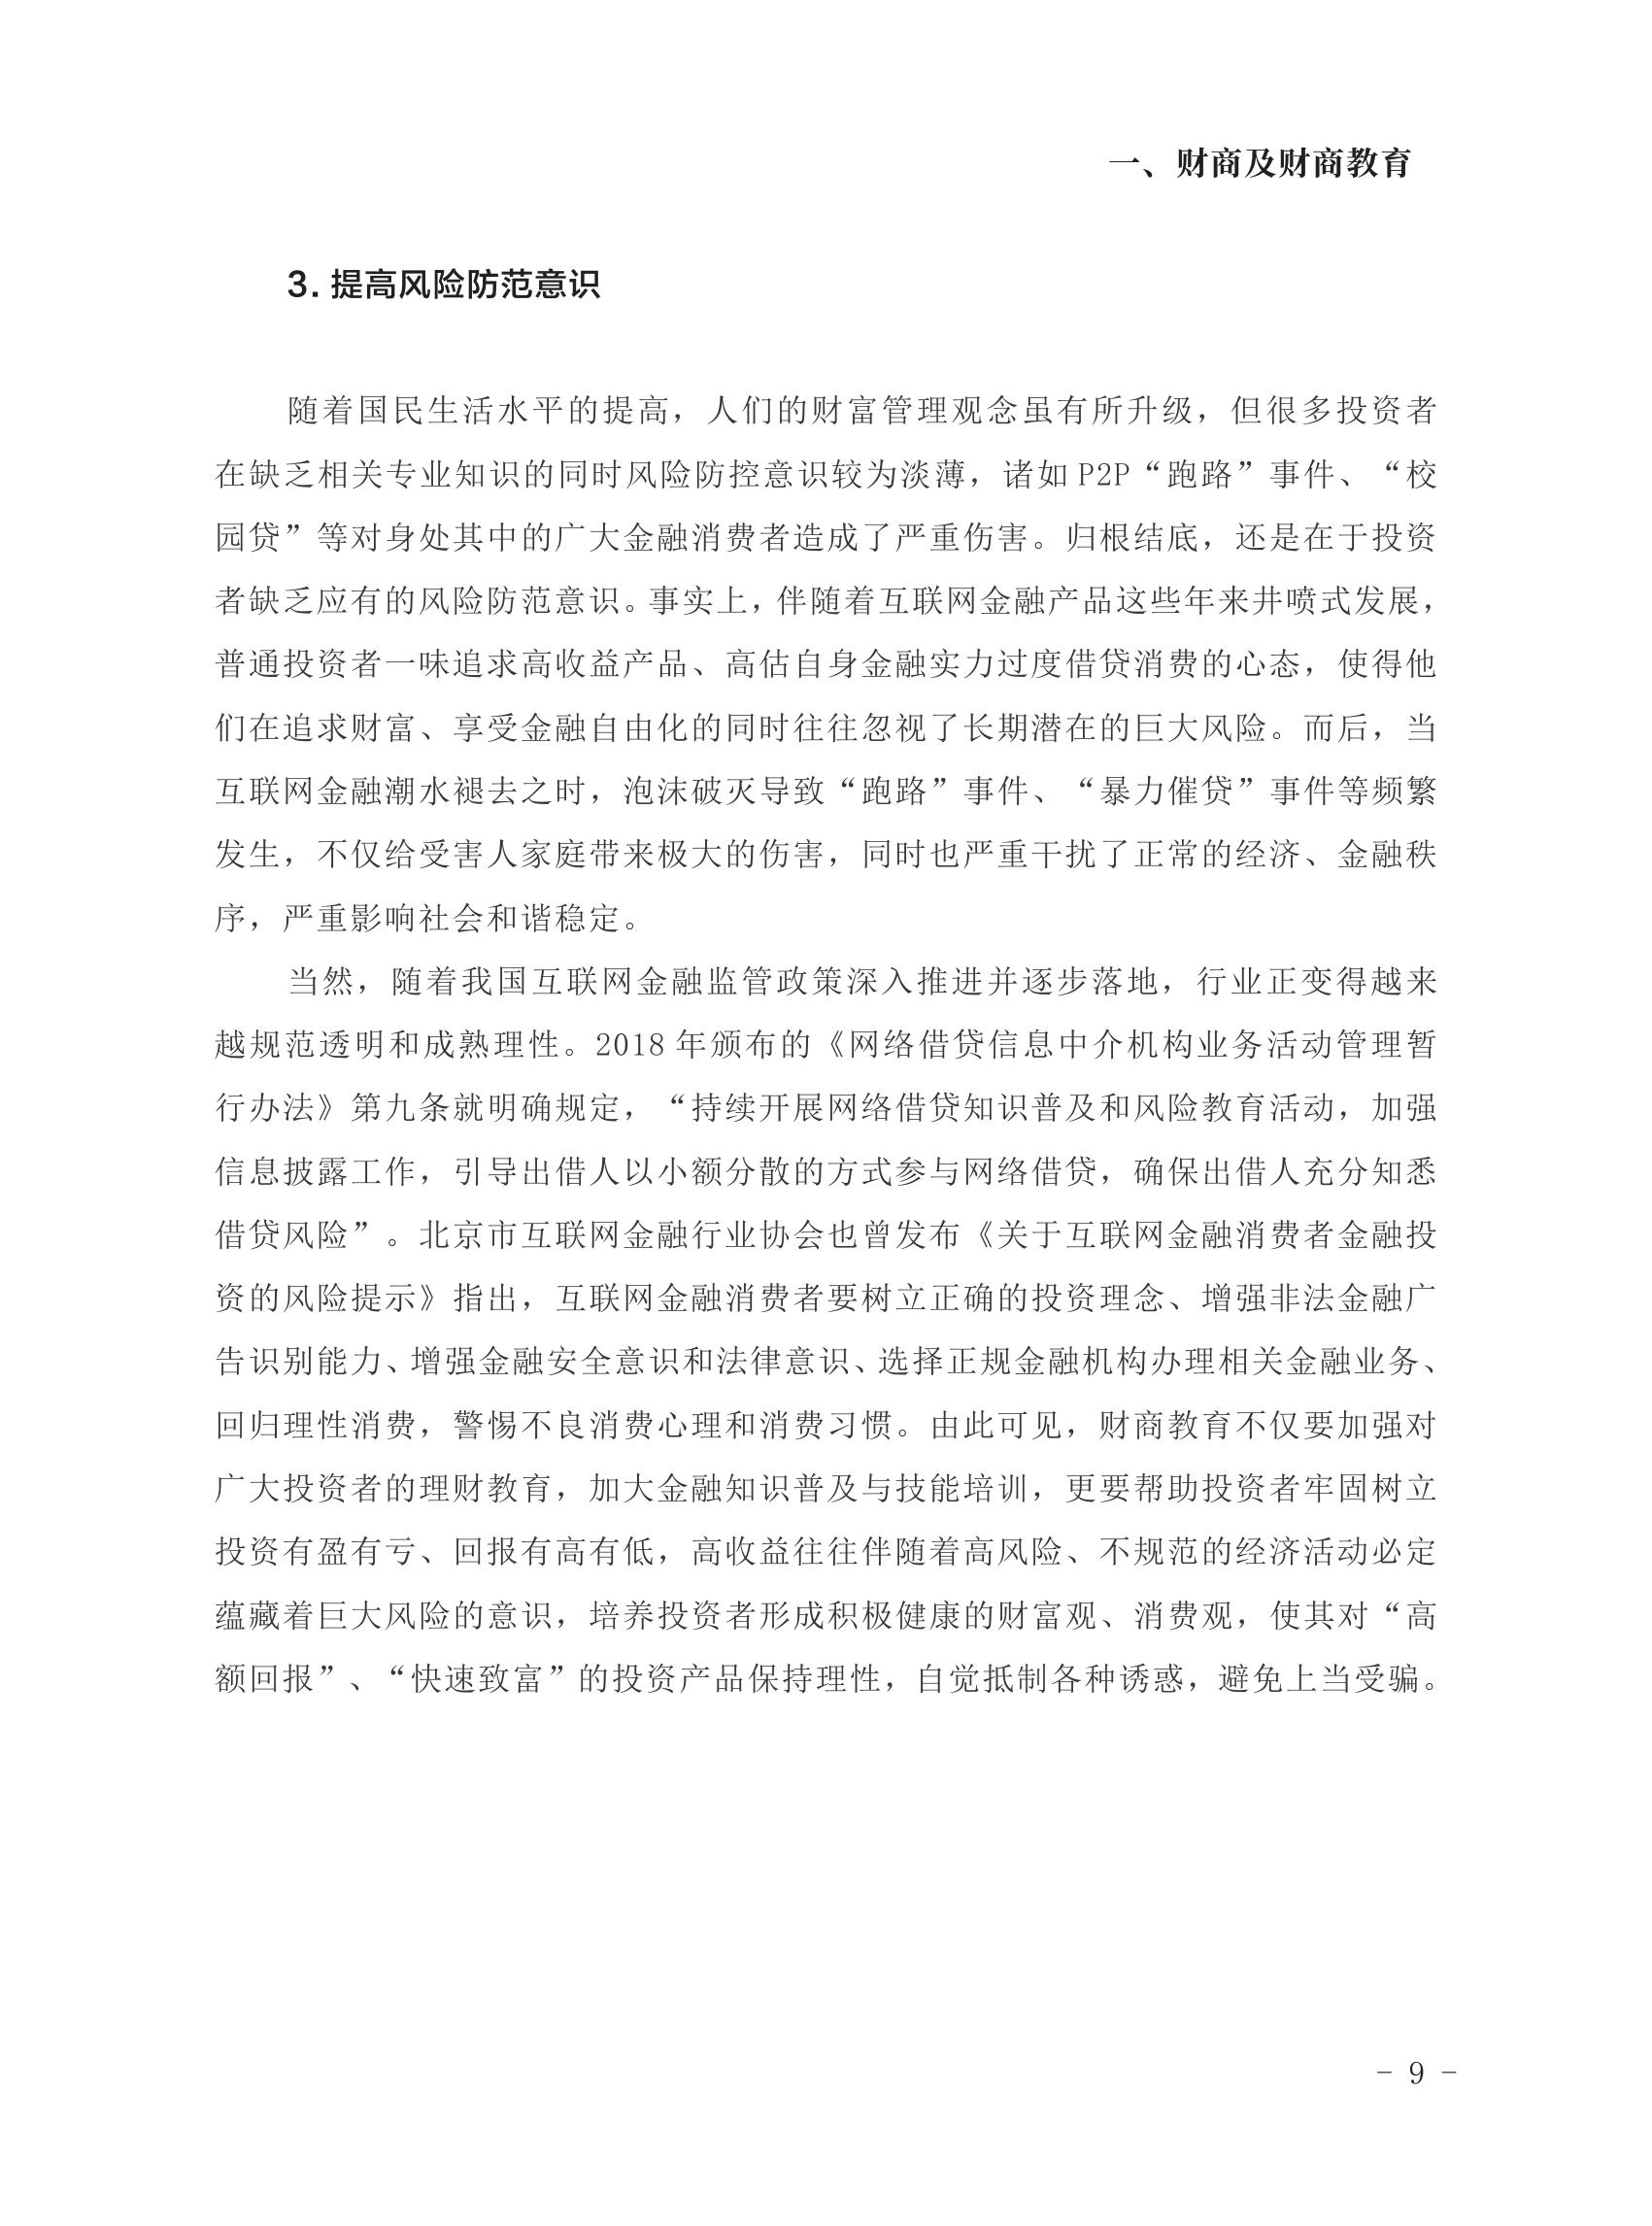 一、财商及财商教育
3. 提高风险防范意识
随着国民生活水平的提高，人们的财富管理观念虽有所升级，但很多投资者
在缺乏相关专业知识的同时风险防控意识较为淡薄，诸如 P2P“跑路”事件、“校
园贷”等对身处其中的广大金融消费者造成了严重伤害。归根结底，还是在于投资
者缺乏应有的风险防范意识。事实上，伴随着互联网金融产品这些年来井喷式发展，
普通投资者一味追求高收益产品、高估自身金融实力过度借贷消费的心态，使得他
们在追求财富、享受金融自由化的同时往往忽视了长期潜在的巨大风险。而后，当
互联网金融潮水褪去之时，泡沫破灭导致“跑路”事件、“暴力催贷”事件等频繁
发生，不仅给受害人家庭带来极大的伤害，同时也严重干扰了正常的经济、金融秩
序，严重影响社会和谐稳定。
当然，随着我国互联网金融监管政策深入推进并逐步落地，行业正变得越来
越规范透明和成熟理性。2018 年颁布的《网络借贷信息中介机构业务活动管理暂
行办法》第九条就明确规定，“持续开展网络借贷知识普及和风险教育活动，加强
信息披露工作，引导出借人以小额分散的方式参与网络借贷，确保出借人充分知悉
借贷风险”。北京市互联网金融行业协会也曾发布《关于互联网金融消费者金融投
资的风险提示》指出，互联网金融消费者要树立正确的投资理念、增强非法金融广
告识别能力、增强金融安全意识和法律意识、选择正规金融机构办理相关金融业务、
回归理性消费，警惕不良消费心理和消费习惯。由此可见，财商教育不仅要加强对
广大投资者的理财教育，加大金融知识普及与技能培训，更要帮助投资者牢固树立
投资有盈有亏、回报有高有低，高收益往往伴随着高风险、不规范的经济活动必定
蕴藏着巨大风险的意识，培养投资者形成积极健康的财富观、消费观，使其对“高
额回报”、“快速致富”的投资产品保持理性，自觉抵制各种诱惑，避免上当受骗。
- 9 -